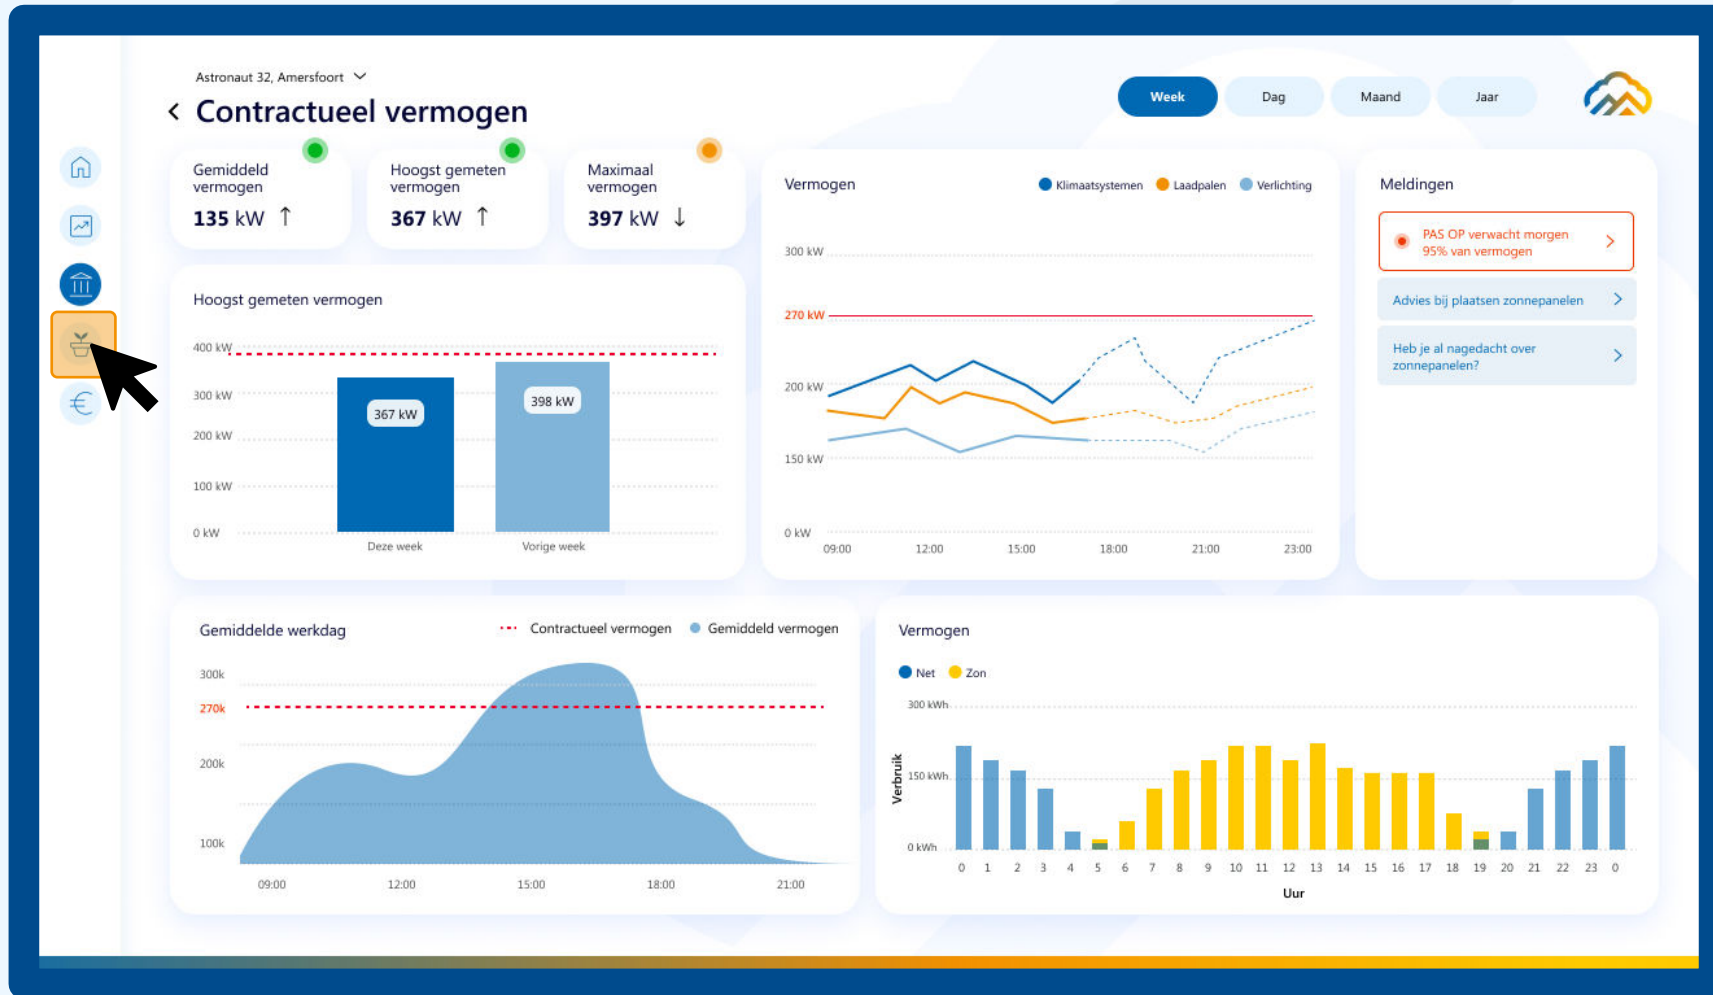 Astronaut 32, Amersfoort
Contractueel vermogen
Week
Dag
Maand
Jaar
Gemiddeld
vermogen
135 kW ↑
Hoogst gemeten
vermogen
367 kW ↑
Maximaal
vermogen
397 kW ↓
Hoogst gemeten vermogen
400 kW
300 kW
200 kW
100 kW
0 kW
367 kW
398 kW
Deze week
Vorige week
Vermogen
Klimaatsystemen
Laadpalen
Verlichting
300 kW
270 kW
200 kW
150 kW
0 kW
09:00
12:00
15:00
18:00
21:00
23:00
Meldingen
PAS OP verwacht morgen
95% van vermogen
Advies bij plaatsen zonnepanelen
Heb je al nagedacht over
zonnepanelen?
Gemiddelde werkdag
Contractueel vermogen
Gemiddeld vermogen
300k
270k
200k
100k
09:00
12:00
15:00
18:00
21:00
Vermogen
Net
Zon
300 kWh
150 kWh
0 kWh
Verbruik
0 1 2 3 4 5 6 7 8 9 10 11 12 13 14 15 16 17 18 19 20 21 22 23 0
Uur